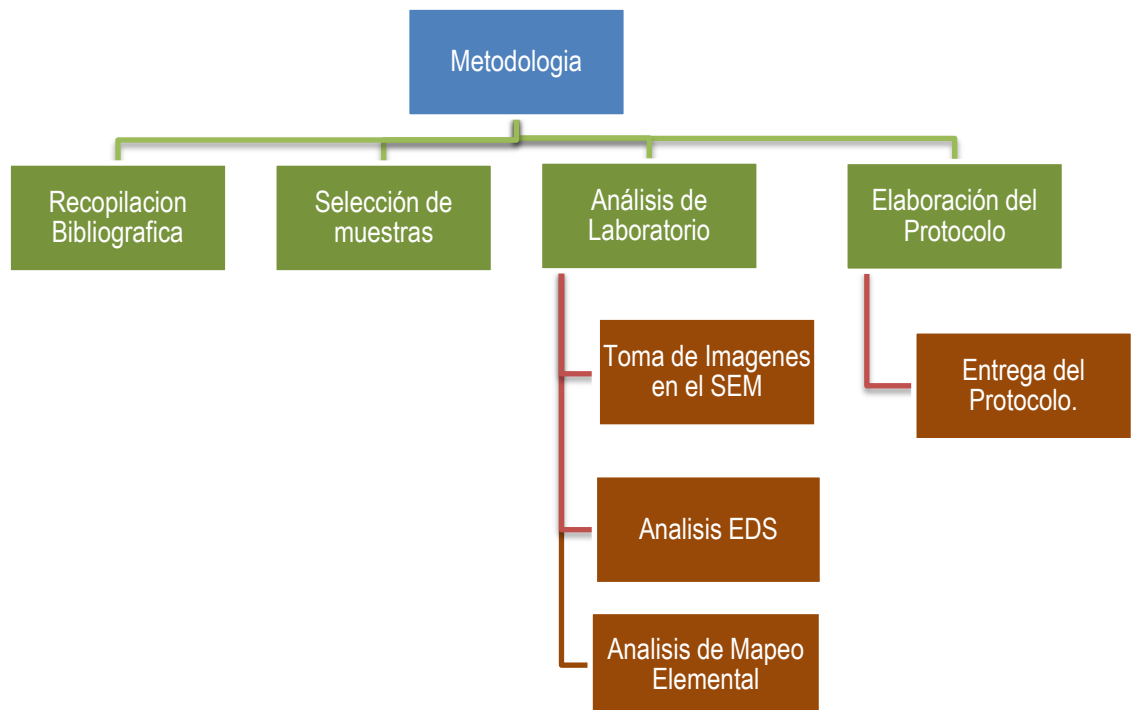 Metodologia
Recopilacion
Bibliografica
Selección de
muestras
Análisis de
Laboratorio
Toma de Imagenes
en el SEM
Analisis EDS
Analisis de Mapeo
Elemental
Elaboración del
Protocolo
Entrega del
Protocolo.